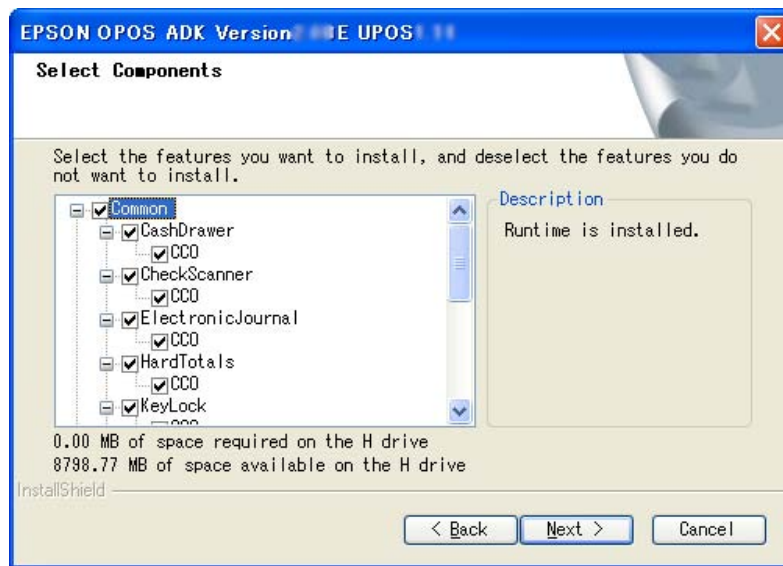 EPSON OPOS ADK Version E UPOS
Select Components
Select the features you want to install, and deselect the features you do
not want to install.
Common
CashDrawer
CCO
CheckScanner
CCO
ElectronicJournal
CCO
HardTotals
CCO
KeyLock
Description
Runtime is installed.
0.00 MB of space required on the H drive
8798.77 MB of space available on the H drive
InstallShield
< Back
Next >
Cancel